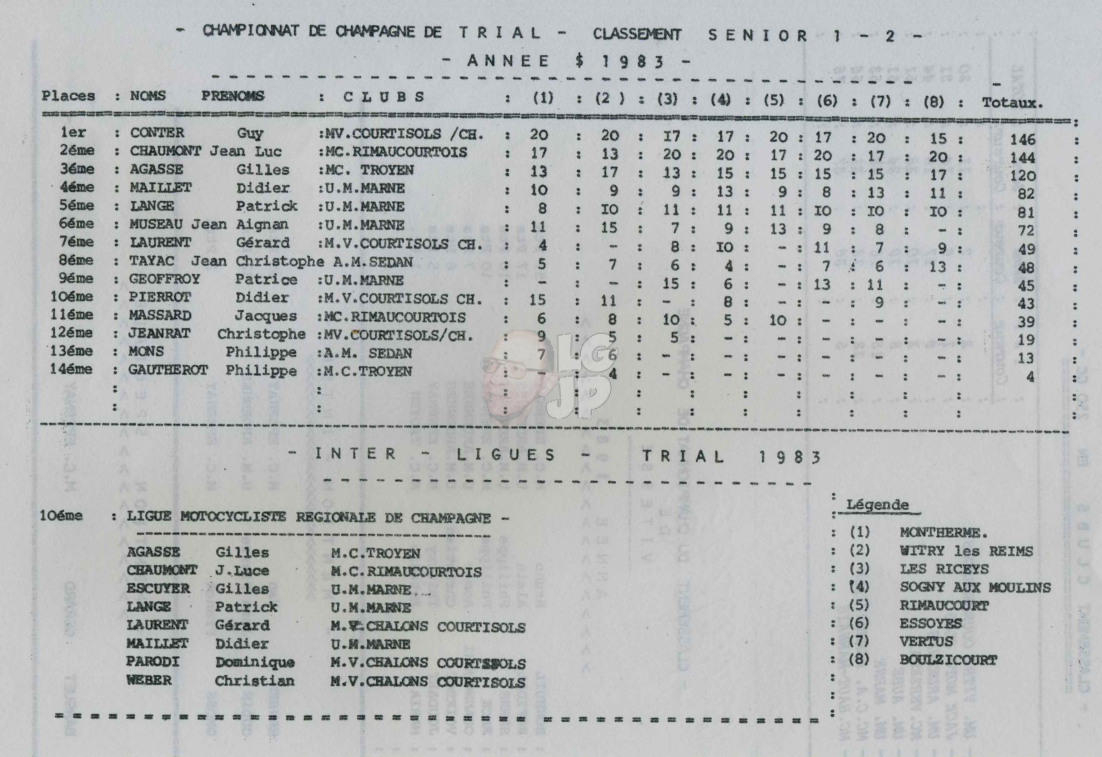 - CHAMPIONNAT DE CHAMPAGNE DE T R I A L - CLASSEMENT S E N I O R 1 - 2 -
- A N N E E $ 1 9 8 3 -
Places : NOMS PRENOMS : C L U B S : (1) : (2 ) : (3) : (4) : (5) : (6) : (7) : (8) : Totaux.
1er : CONTER Guy :MV.COURTISOLS /CH. : 20 : 20 : I7 : 17 : 20 : 17 : 20 : 15 : 146 :
2éme : CHAUMONT Jean Luc :MC.RIMAUCOURTOIS : 17 : 13 : 20 : 20 : 17 : 20 : 17 : 20 : 144 :
3éme : AGASSE Gilles :MC. TROYEN : 13 : 17 : 13 : 15 : 15 : 15 : 15 : 17 : 120 :
4éme : MAILLET Didier :U.M.MARNE : 10 : 9 : 9 : 13 : 9 : 8 : 13 : 11 : 82 :
5éme : LANGE Patrick :U.M.MARNE : 8 : IO : 11 : 11 : 11 : IO : IO : IO : 81 :
6éme : MUSEAU Jean Aignan :U.M.MARNE : 11 : 15 : 7 : 9 : 13 : 9 : 8 : - : 72 :
7éme : LAURENT Gérard :M.V.COURTISOLS CH. : 4 : - : 8 : IO : - : 11 : 7 : 9 : 49 :
8éme : TAYAC Jean Christophe A.M.SEDAN : 5 : 7 : 6 : 4 : - : 7 : 6 : 13 : 48 :
9éme : GEOFFROY Patrice :U.M.MARNE : - : - : 15 : 6 : - : 13 : 11 : - : 45 :
10éme : PIERROT Didier :M.V.COURTISOLS CH. : 15 : 11 : - : 8 : - : - : 9 : - : 43 :
11éme : MASSARD Jacques :MC.RIMAUCOURTOIS : 6 : 8 : 10 : 5 : 10 : - : - : - : 39 :
12éme : JEANRAT Christophe :MV.COURTISOLS/CH. : 9 : 5 : 5 : - : - : - : - : - : 19 :
13éme : MONS Philippe :A.M. SEDAN : 7 : 6 : - : - : - : - : - : - : 13 :
14éme : GAUTHEROT Philippe :M.C.TROYEN : - : 4 : - : - : - : - : - : - : 4 :
LGJP
- I N T E R - L I G U E S - T R I A L 1 9 8 3
10éme : LIGUE MOTOCYCLISTE REGIONALE DE CHAMPAGNE -
AGASSE Gilles M.C.TROYEN
CHAUMONT J.Luce M.C.RIMAUCOURTOIS
ESCUYER Gilles U.M.MARNE
LANGE Patrick U.M.MARNE
LAURENT Gérard M.V.CHALONS COURTISOLS
MAILLET Didier U.M.MARNE
PARODI Dominique M.V.CHALONS COURTSSOLS
WEBER Christian M.V.CHALONS COURTISOLS
: Légende
: (1) MONTHERME.
: (2) WITRY les REIMS
: (3) LES RICEYS
: (4) SOGNY AUX MOULINS
: (5) RIMAUCOURT
: (6) ESSOYES
: (7) VERTUS
: (8) BOULZICOURT